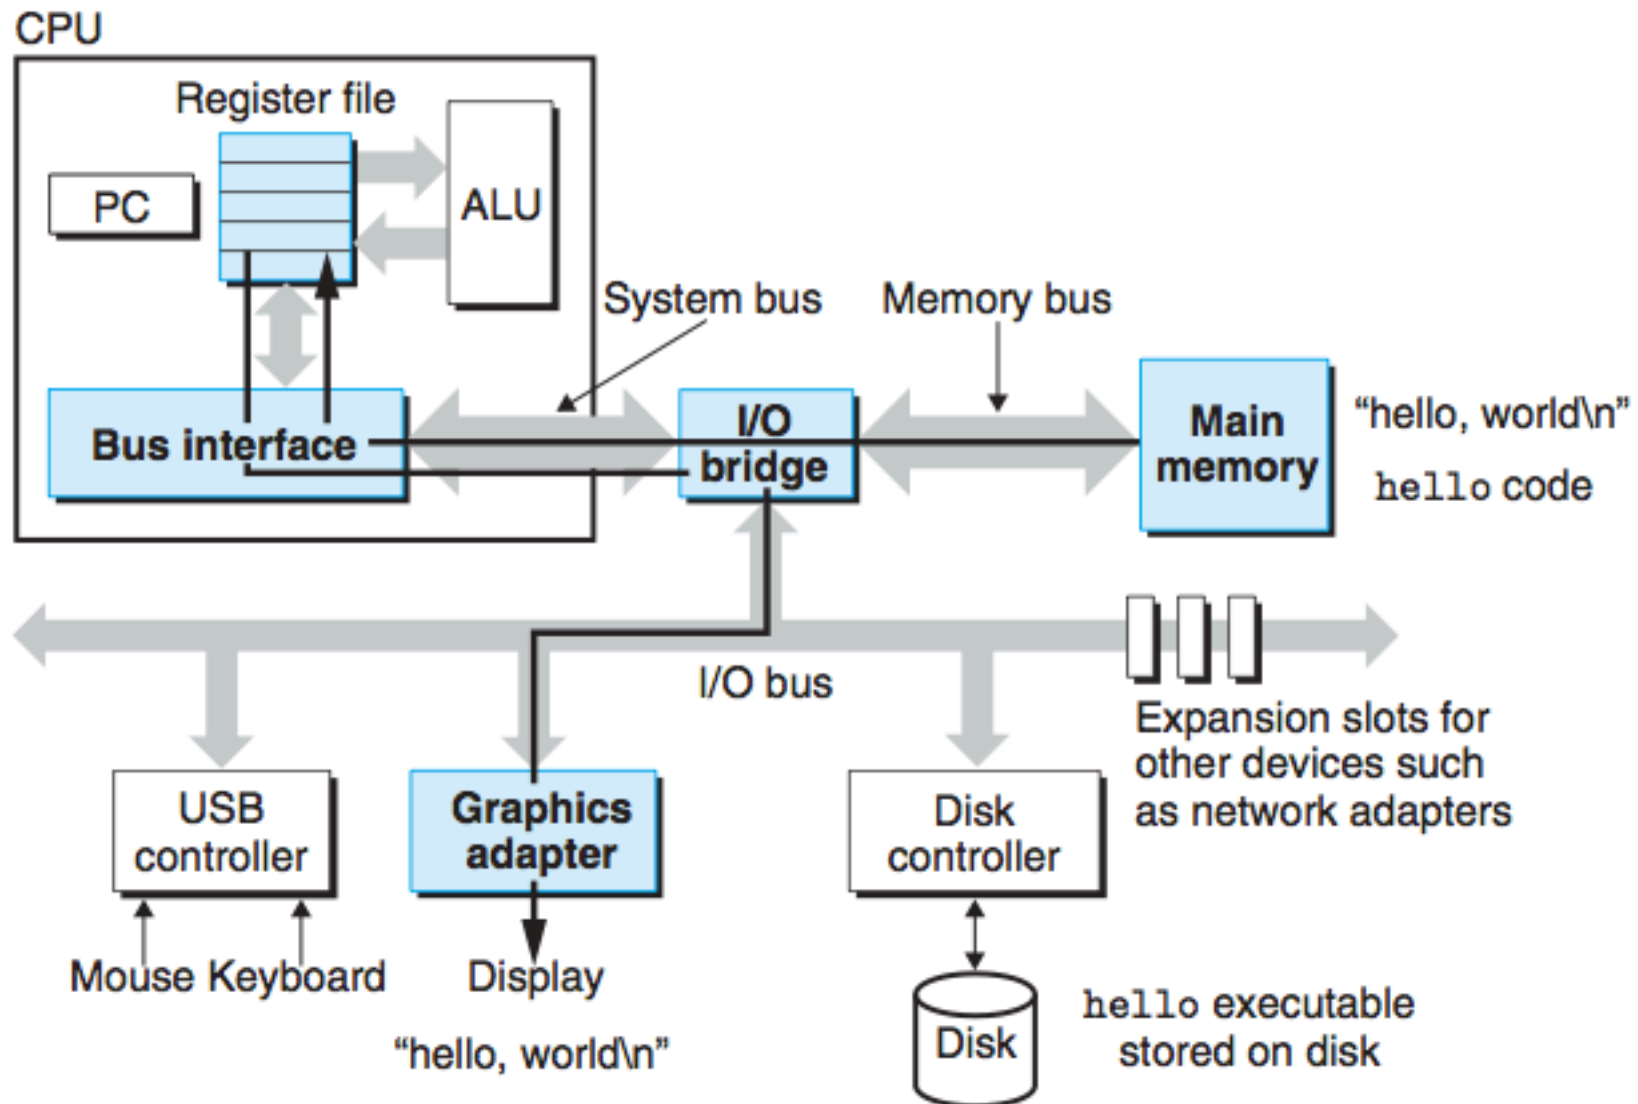 CPU
Register file
PC
ALU
System bus
Memory bus
Bus interface
I/O
bridge
Main
memory
“hello, world\n”
hello code
I/O bus
Expansion slots for
other devices such
as network adapters
USB
controller
Graphics
adapter
Disk
controller
Mouse Keyboard
Display
“hello, world\n”
Disk
hello executable
stored on disk